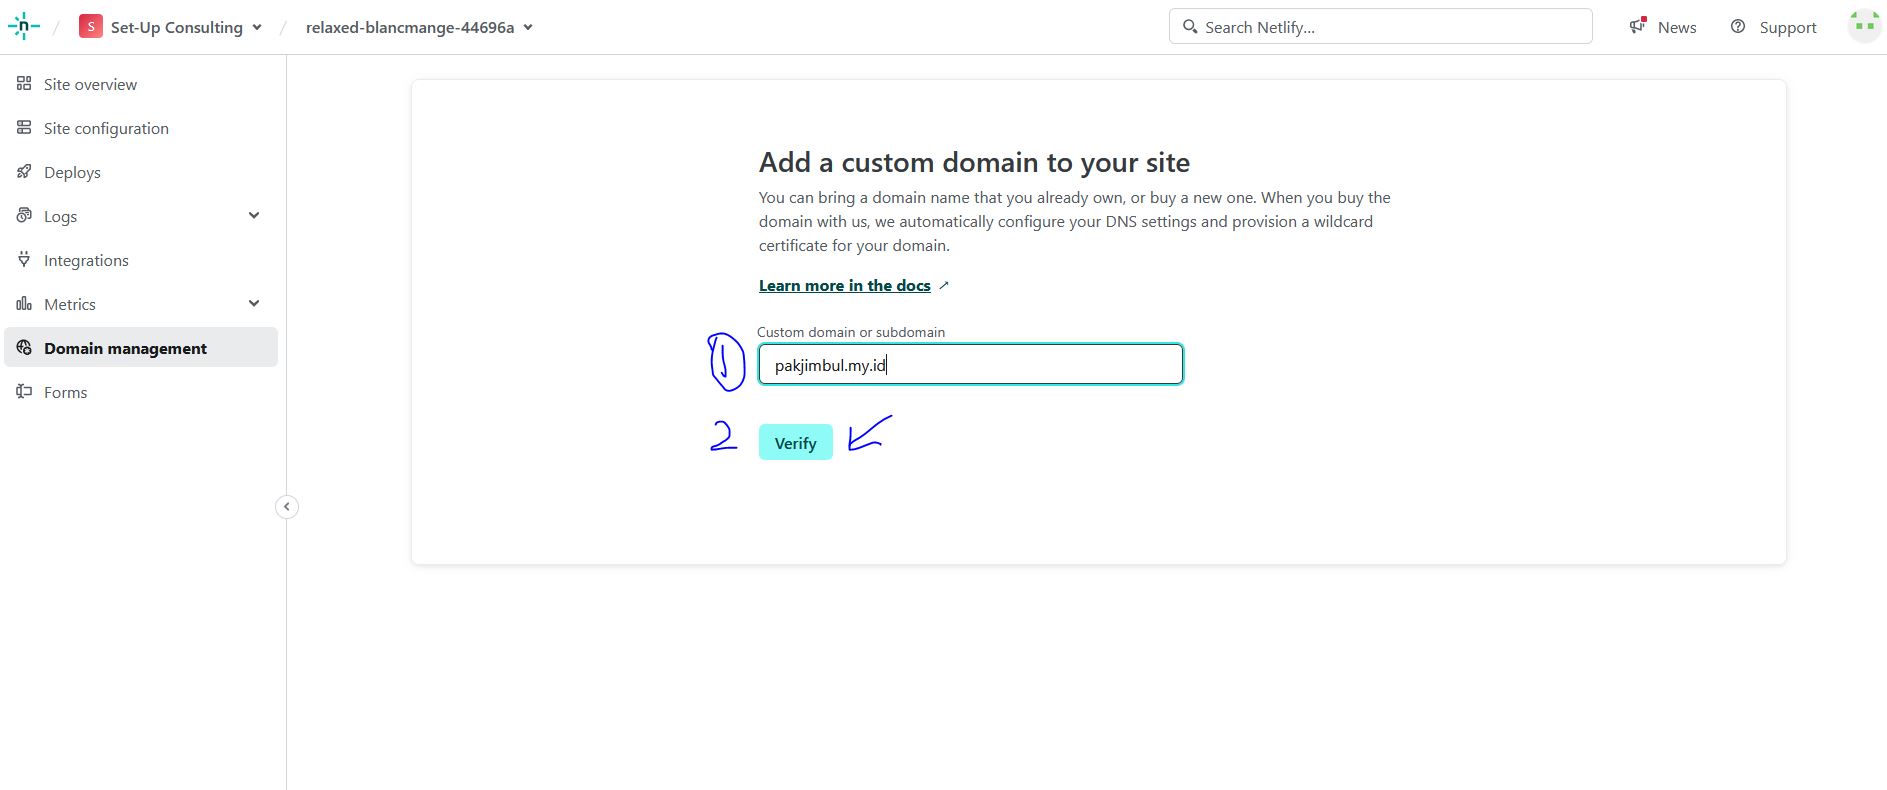 n / S Set-Up Consulting / relaxed-blancmange-44696a
Search Netlify...
News
Support
Site overview
Site configuration
Deploys
Logs
Integrations
Metrics
Domain management
Forms
Add a custom domain to your site
You can bring a domain name that you already own, or buy a new one. When you buy the
domain with us, we automatically configure your DNS settings and provision a wildcard
certificate for your domain.
Learn more in the docs
Custom domain or subdomain
1 pakjimbul.my.id
2 Verify